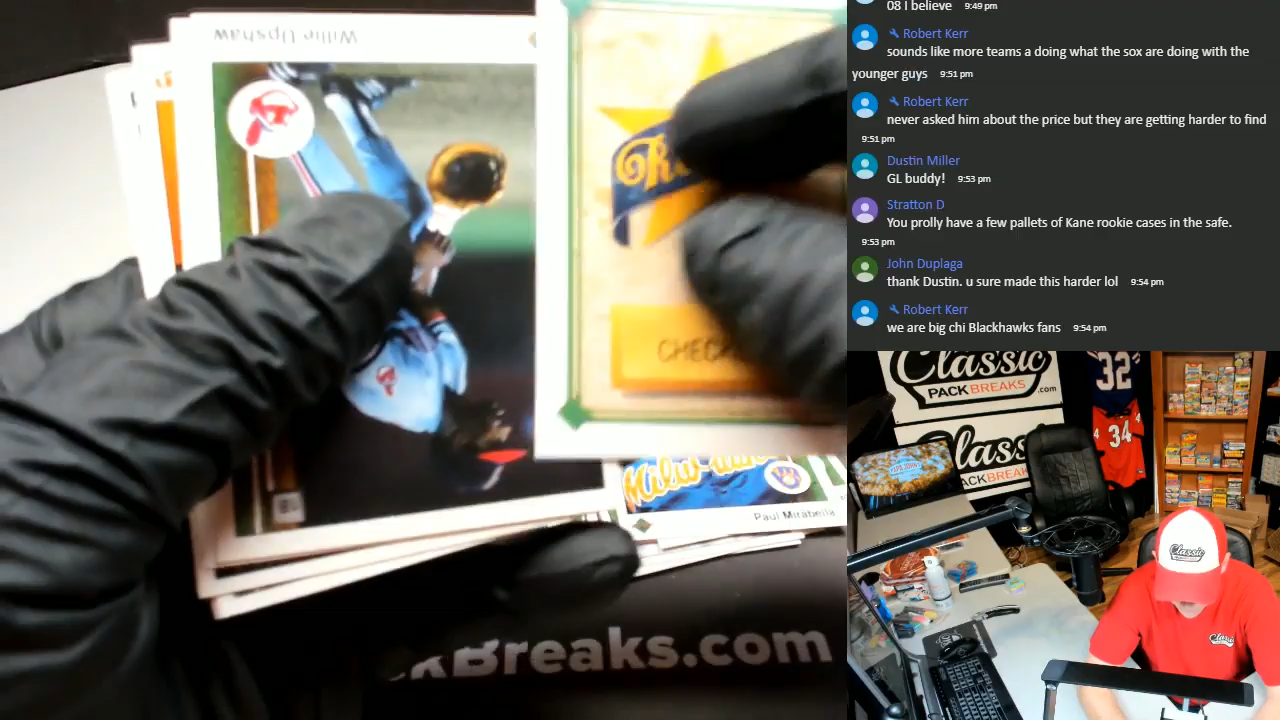 Willie Upshaw
CHECK
Paul Mirabella
kBreaks.com
08 I believe 9:49 pm
Robert Kerr
sounds like more teams a doing what the sox are doing with the
younger guys 9:51 pm
Robert Kerr
never asked him about the price but they are getting harder to find
9:51 pm
Dustin Miller
GL buddy! 9:53 pm
Stratton D
You prolly have a few pallets of Kane rookie cases in the safe.
9:53 pm
John Duplaga
thank Dustin. u sure made this harder lol 9:54 pm
Robert Kerr
we are big chi Blackhawks fans 9:54 pm
Classic
PACKBREAKS.com
Classic
PACKBREAKS
32
34
Classic
Classic